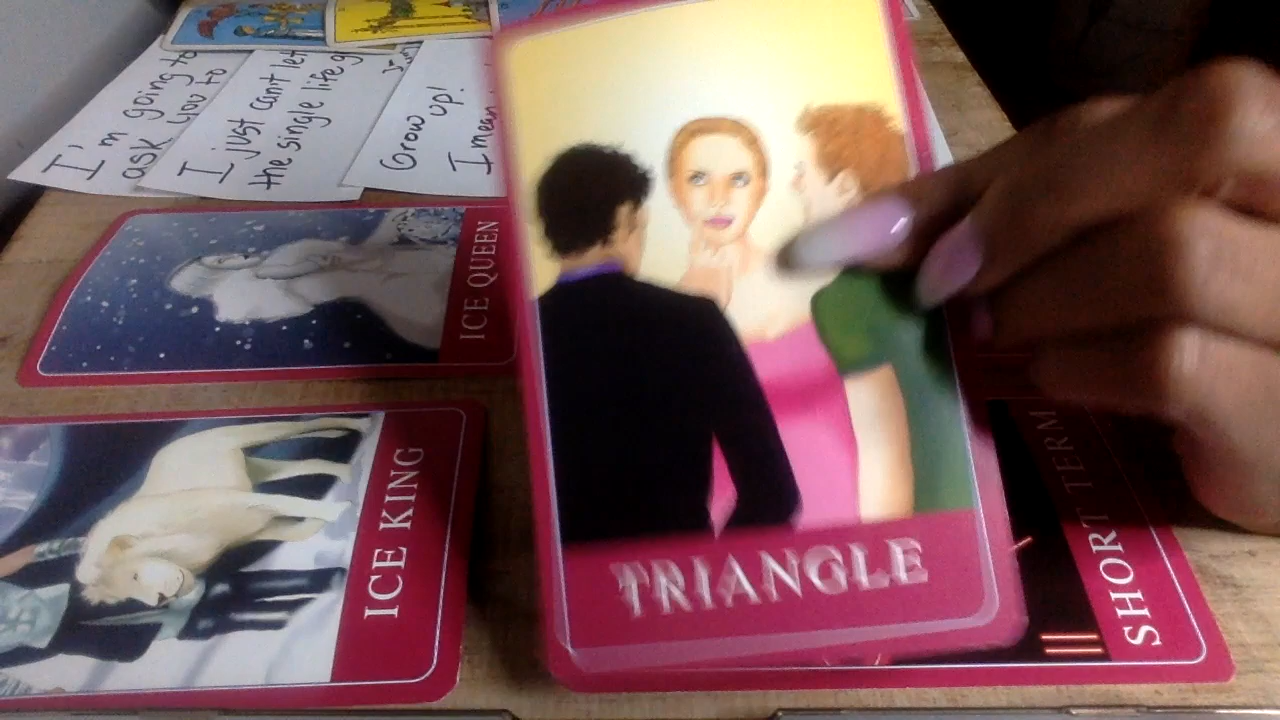 I'm going to
ask you to
I just can't let
the single life g
Grow up!
I mean
ICE QUEEN
ICE KING
TRIANGLE
SHORT TERM